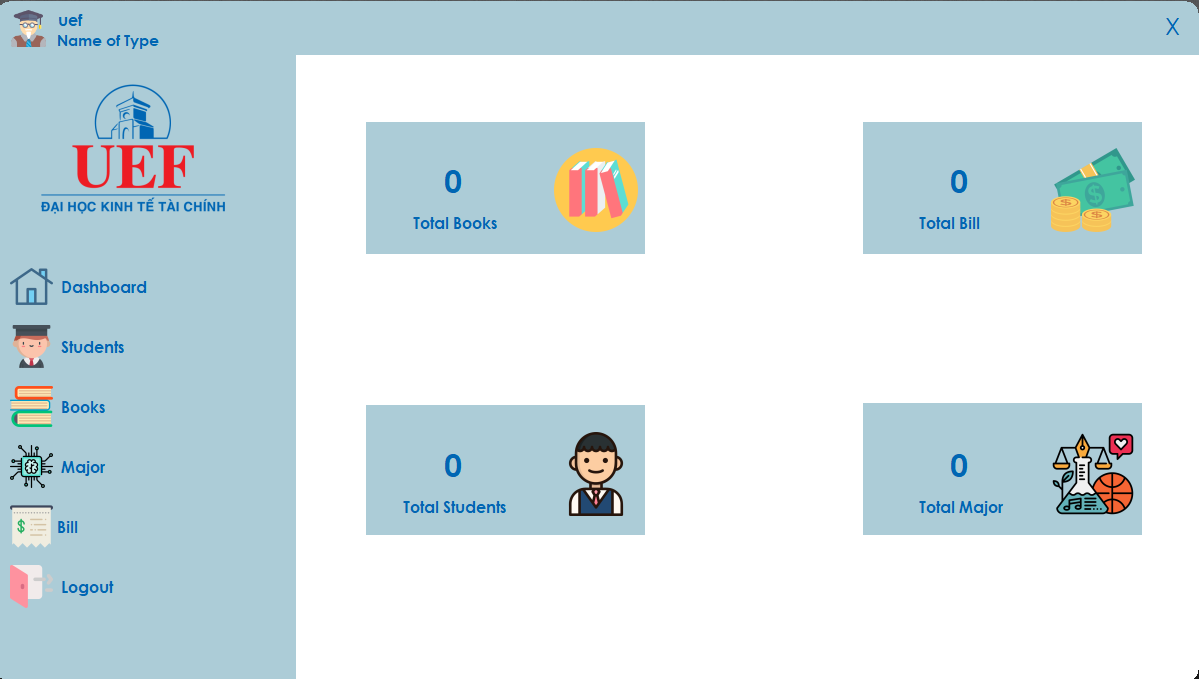 uef
Name of Type
X
UEF
ĐẠI HỌC KINH TẾ TÀI CHÍNH
Dashboard
Students
Books
Major
Bill
Logout
0
Total Books
0
Total Bill
0
Total Students
0
Total Major